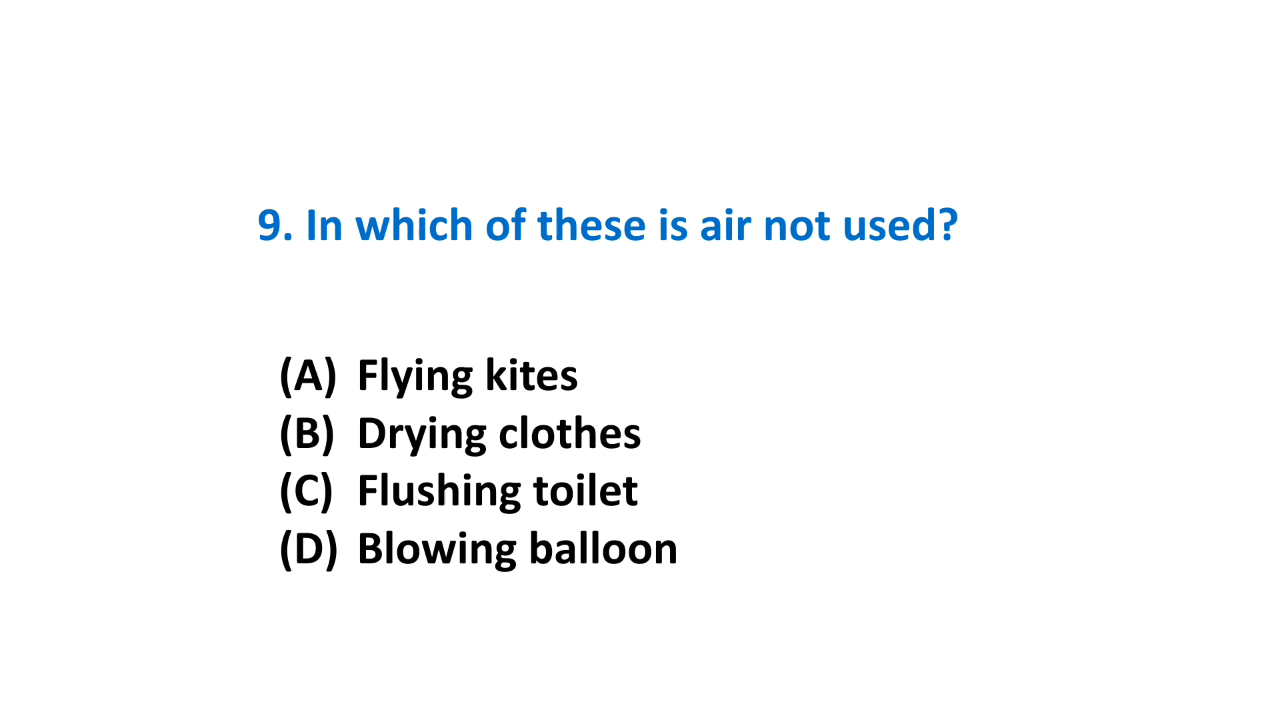 9. In which of these is air not used?
(A) Flying kites
(B) Drying clothes
(C) Flushing toilet
(D) Blowing balloon